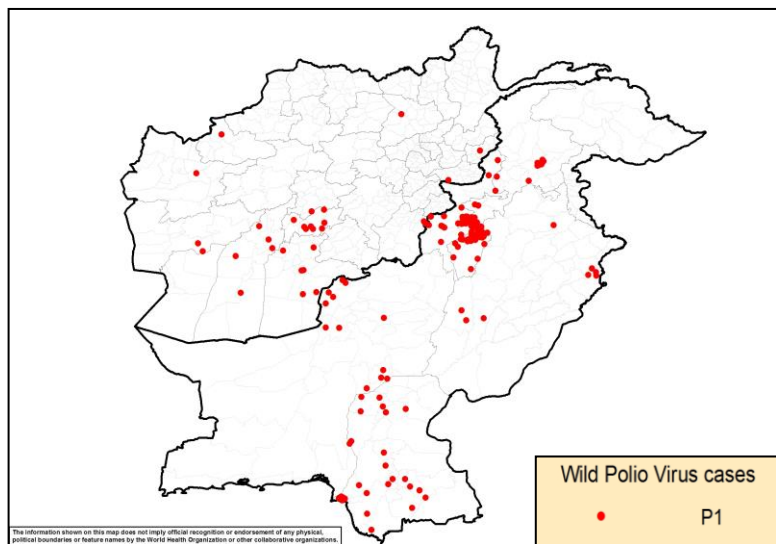 Wild Polio Virus cases
P1
The information shown on this map does not imply official recognition or endorsement of any physical,
political boundaries or feature names by the World Health Organization or other collaborative organizations.